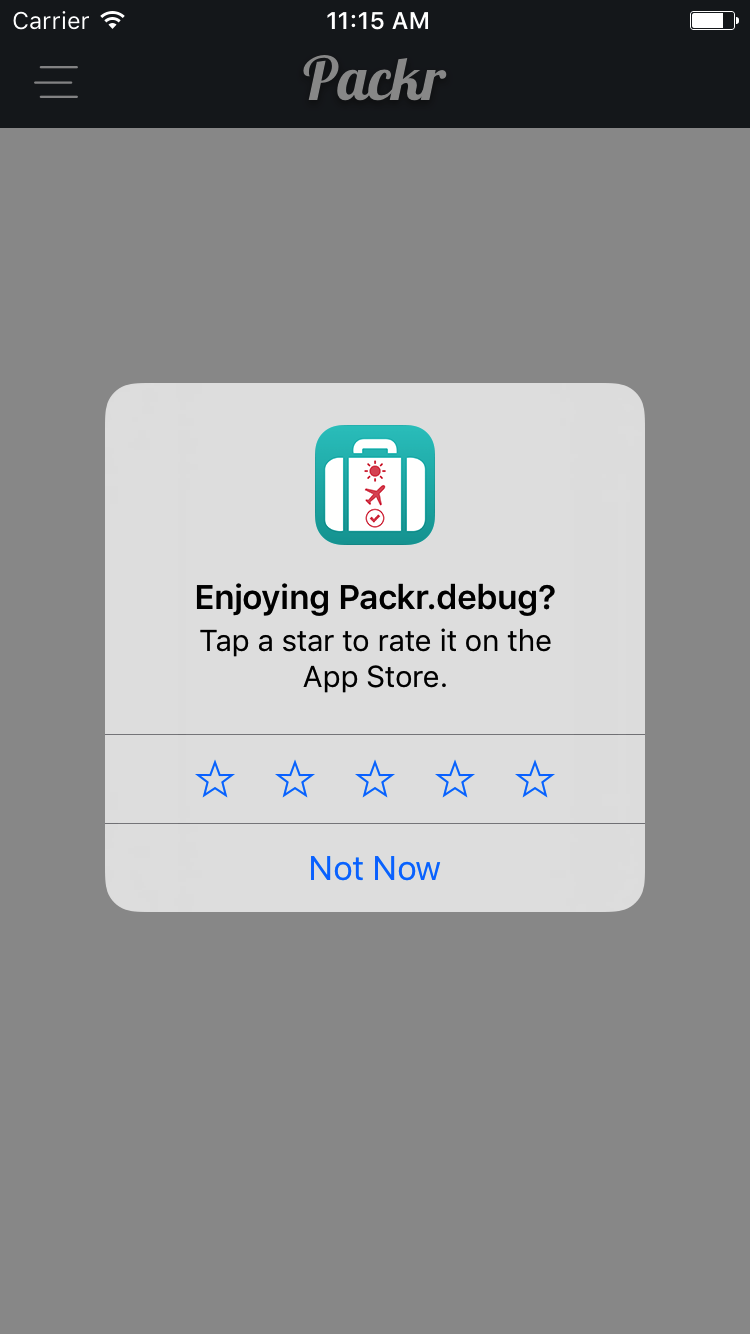 Carrier
11:15 AM
Packr
Enjoying Packr.debug?
Tap a star to rate it on the
App Store.
Not Now